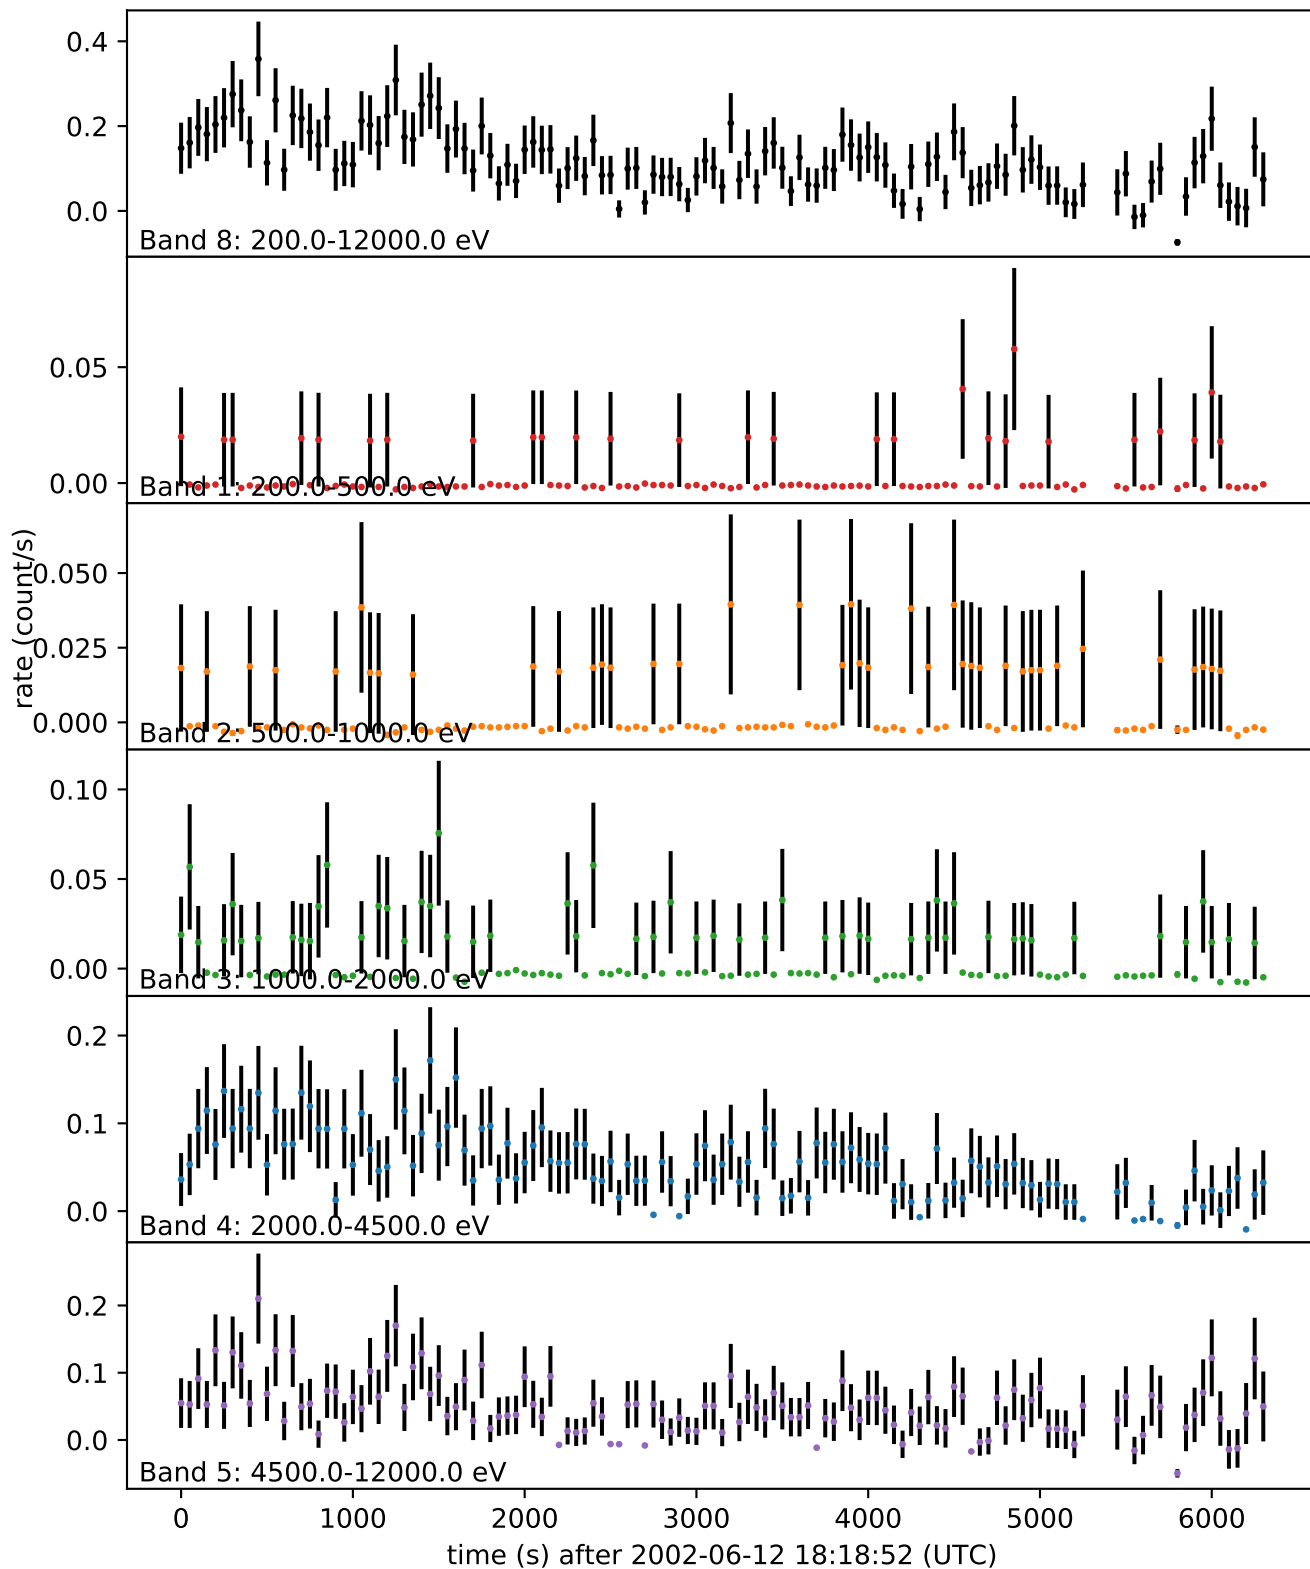 0.4
0.2
0.0
Band 8: 200.0-12000.0 eV
0.05
0.00
Band 1: 200.0-500.0 eV
rate (count/s)
0.050
0.025
0.000
Band 2: 500.0-1000.0 eV
0.10
0.05
0.00
Band 3: 1000.0-2000.0 eV
0.2
0.1
0.0
Band 4: 2000.0-4500.0 eV
0.2
0.1
0.0
Band 5: 4500.0-12000.0 eV
0 1000 2000 3000 4000 5000 6000
time (s) after 2002-06-12 18:18:52 (UTC)